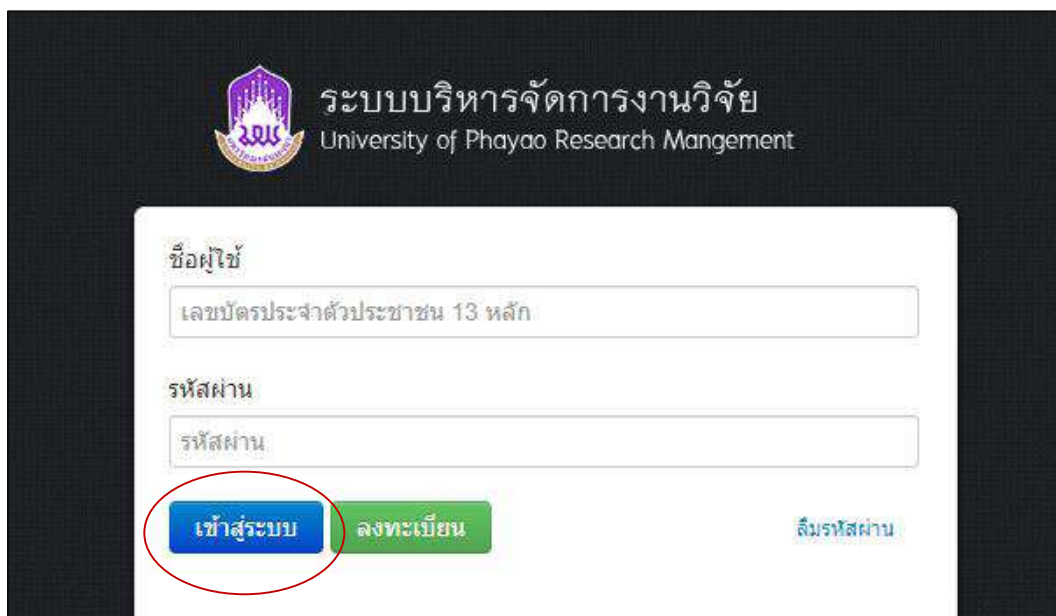 ระบบบริหารจัดการงานวิจัย
University of Phayao Research Mangement
ชื่อผู้ใช้
เลขบัตรประจำตัวประชาชน 13 หลัก
รหัสผ่าน
รหัสผ่าน
เข้าสู่ระบบ ลงทะเบียน ลืมรหัสผ่าน